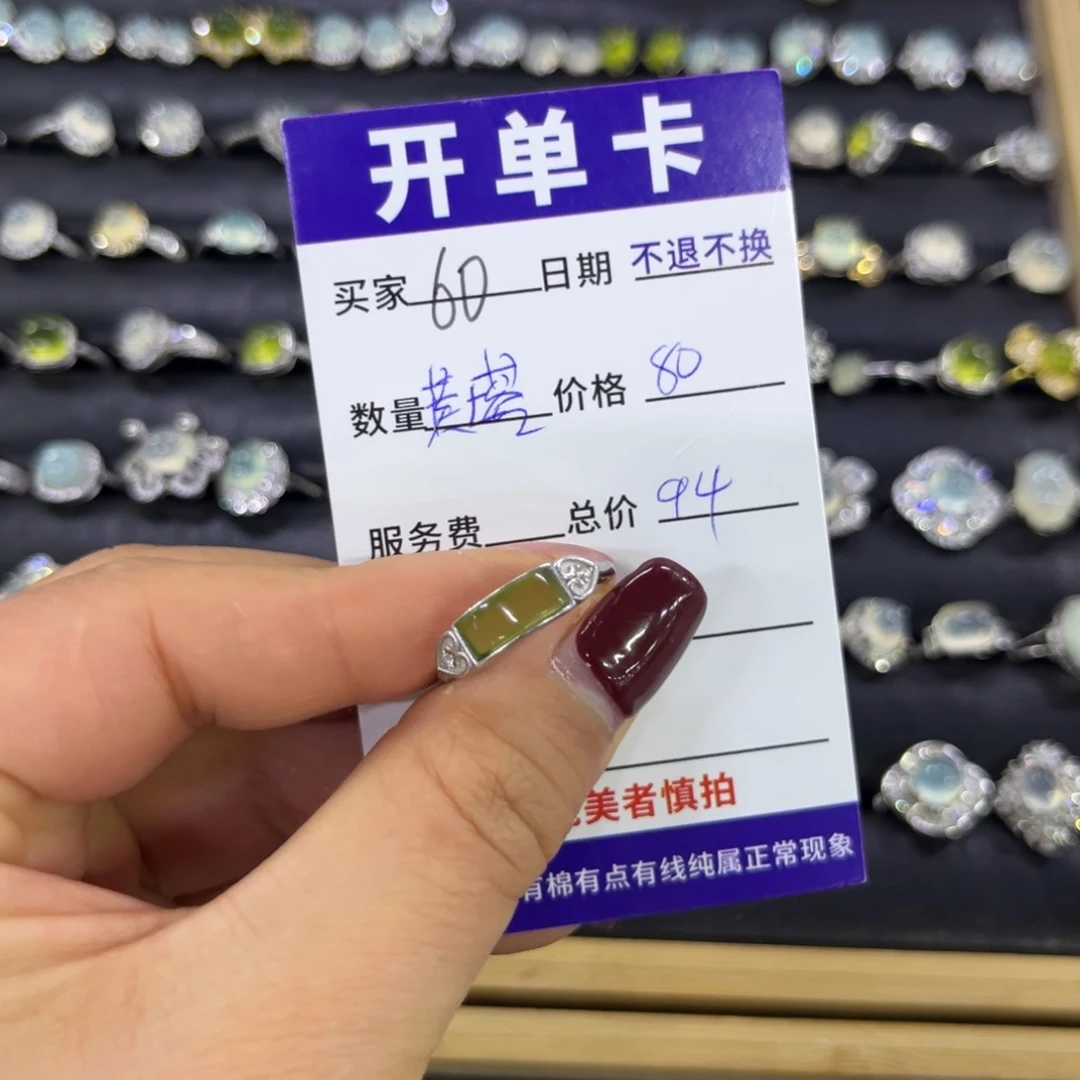 开单卡
买家 60 日期 不退不换
数量 价格 80
服务费 总价 94
美者慎拍
有棉有点有线纯属正常现象